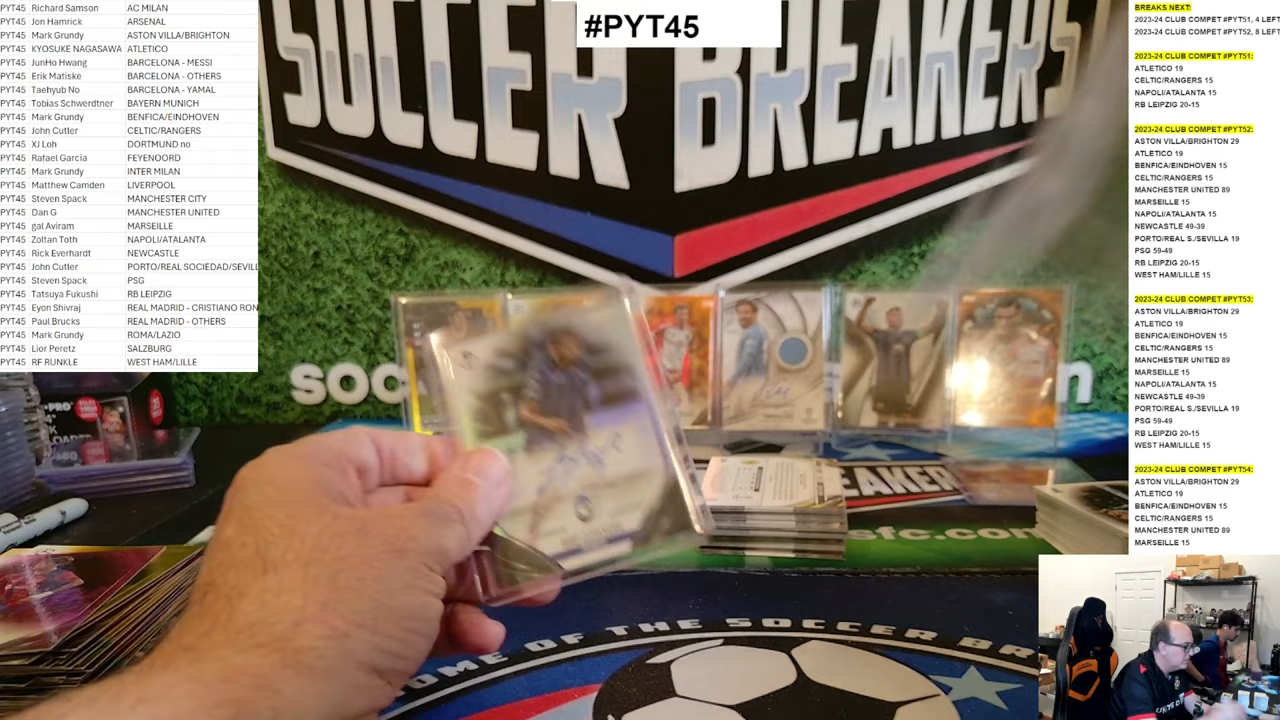 #PYT45
PYT45 Richard Samson AC MILAN
PYT45 Jon Hamrick ARSENAL
PYT45 Mark Grundy ASTON VILLA/BRIGHTON
PYT45 KYOSUKE NAGASAWA ATLETICO
PYT45 JunHo Hwang BARCELONA - MESSI
PYT45 Erik Matiske BARCELONA - OTHERS
PYT45 Taehyub No BARCELONA - YAMAL
PYT45 Tobias Schwerdtner BAYERN MUNICH
PYT45 Mark Grundy BENFICA/EINDHOVEN
PYT45 John Cutler CELTIC/RANGERS
PYT45 XJ Loh DORTMUND no
PYT45 Rafael Garcia FEYENOORD
PYT45 Mark Grundy INTER MILAN
PYT45 Matthew Camden LIVERPOOL
PYT45 Steven Spack MANCHESTER CITY
PYT45 Dan G MANCHESTER UNITED
PYT45 gal Aviram MARSEILLE
PYT45 Zoltan Toth NAPOLI/ATALANTA
PYT45 Rick Everhardt NEWCASTLE
PYT45 John Cutler PORTO/REAL SOCIEDAD/SEVILL
PYT45 Steven Spack PSG
PYT45 Tatsuya Fukushi RB LEIPZIG
PYT45 Eyon Shivraj REAL MADRID - CRISTIANO RON
PYT45 Paul Brucks REAL MADRID - OTHERS
PYT45 Mark Grundy ROMA/LAZIO
PYT45 Lior Peretz SALZBURG
PYT45 RF RUNKLE WEST HAM/LILLE
SOCCER BREAKERS
soc
n
EAKERS
sfc.com
OME OF THE SOCCER BR
BREAKS NEXT:
2023-24 CLUB COMPET #PYT51, 4 LEFT
2023-24 CLUB COMPET #PYT52, 8 LEFT
2023-24 CLUB COMPET #PYT51:
ATLETICO 19
CELTIC/RANGERS 15
NAPOLI/ATALANTA 15
RB LEIPZIG 20-15
2023-24 CLUB COMPET #PYT52:
ASTON VILLA/BRIGHTON 29
ATLETICO 19
BENFICA/EINDHOVEN 15
CELTIC/RANGERS 15
MANCHESTER UNITED 89
MARSEILLE 15
NAPOLI/ATALANTA 15
NEWCASTLE 49-39
PORTO/REAL S./SEVILLA 19
PSG 59-49
RB LEIPZIG 20-15
WEST HAM/LILLE 15
2023-24 CLUB COMPET #PYT53:
ASTON VILLA/BRIGHTON 29
ATLETICO 19
BENFICA/EINDHOVEN 15
CELTIC/RANGERS 15
MANCHESTER UNITED 89
MARSEILLE 15
NAPOLI/ATALANTA 15
NEWCASTLE 49-39
PORTO/REAL S./SEVILLA 19
PSG 59-49
RB LEIPZIG 20-15
WEST HAM/LILLE 15
2023-24 CLUB COMPET #PYT54:
ASTON VILLA/BRIGHTON 29
ATLETICO 19
BENFICA/EINDHOVEN 15
CELTIC/RANGERS 15
MANCHESTER UNITED 89
MARSEILLE 15